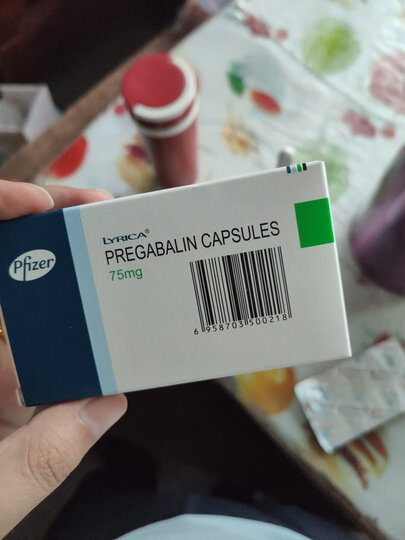 Pfizer
LYRICA®
PREGABALIN CAPSULES
75mg
6 958703 500218